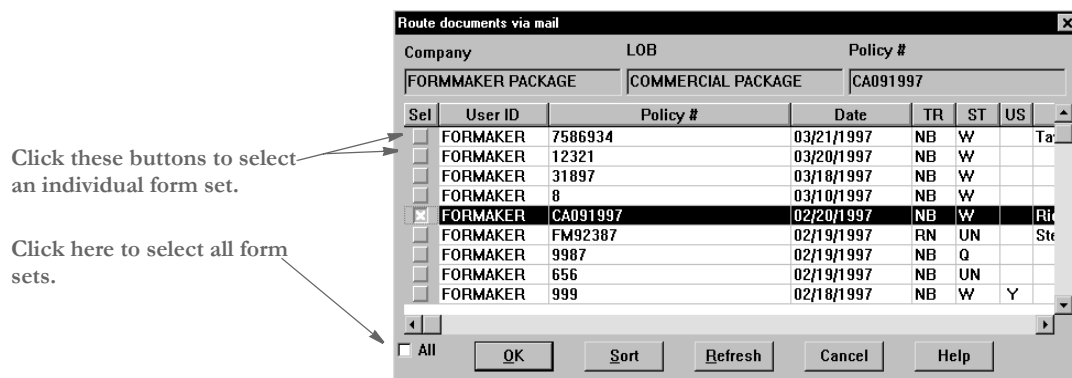 Route documents via mail
Company LOB Policy #
FORMMAKER PACKAGE COMMERCIAL PACKAGE CA091997
Sel User ID Policy # Date TR ST US
FORMAKER 7586934 03/21/1997 NB W Ta
FORMAKER 12321 03/20/1997 NB W
FORMAKER 31897 03/18/1997 NB W
FORMAKER 8 03/10/1997 NB W
FORMAKER CA091997 02/20/1997 NB W Ric
FORMAKER FM92387 02/19/1997 RN UN Ste
FORMAKER 9987 02/19/1997 NB Q
FORMAKER 656 02/19/1997 NB UN
FORMAKER 999 02/18/1997 NB W Y
All OK Sort Refresh Cancel Help
Click these buttons to select
an individual form set.
Click here to select all form
sets.